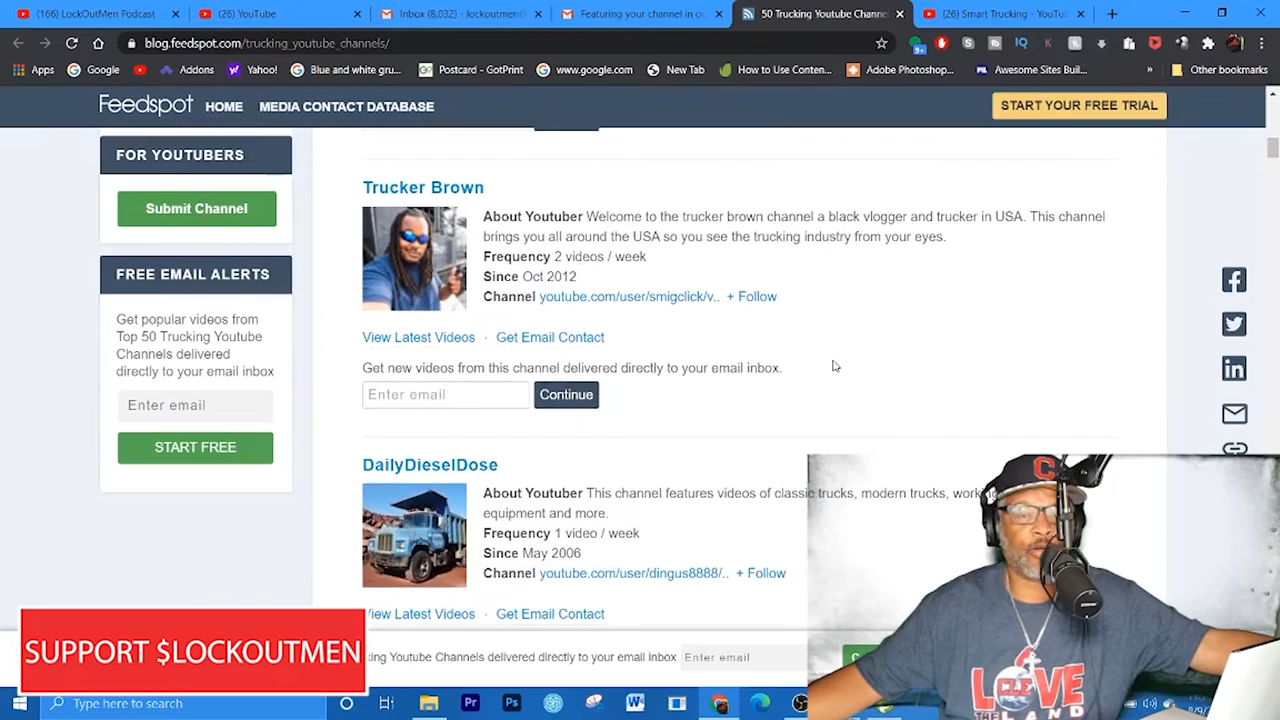 (166) LockOutMen Podcast
(26) YouTube
Inbox (8,032) - lockoutment
Featuring your channel in ou
50 Trucking Youtube Channe
(26) Smart Trucking - YouTu
blog.feedspot.com/trucking_youtube_channels/
Apps
Google
Addons
Yahoo!
Blue and white gru...
Postcard - GotPrint
www.google.com
New Tab
How to Use Conten...
Adobe Photoshop...
Awesome Sites Buil...
»
Other bookmarks
Feedspot
HOME
MEDIA CONTACT DATABASE
START YOUR FREE TRIAL
FOR YOUTUBERS
Submit Channel
FREE EMAIL ALERTS
Get popular videos from
Top 50 Trucking Youtube
Channels delivered
directly to your email inbox
Enter email
START FREE
Trucker Brown
About Youtuber Welcome to the trucker brown channel a black vlogger and trucker in USA. This channel
brings you all around the USA so you see the trucking industry from your eyes.
Frequency 2 videos / week
Since Oct 2012
Channel youtube.com/user/smigclick/v.. + Follow
View Latest Videos · Get Email Contact
Get new videos from this channel delivered directly to your email inbox.
Enter email
Continue
DailyDieselDose
About Youtuber This channel features videos of classic trucks, modern trucks, working
equipment and more.
Frequency 1 video / week
Since May 2006
Channel youtube.com/user/dingus8888/.. + Follow
View Latest Videos · Get Email Contact
king Youtube Channels delivered directly to your email inbox
Enter email
SUPPORT $LOCKOUTMEN
Type here to search
C
LOVE
CLE
THE LAND